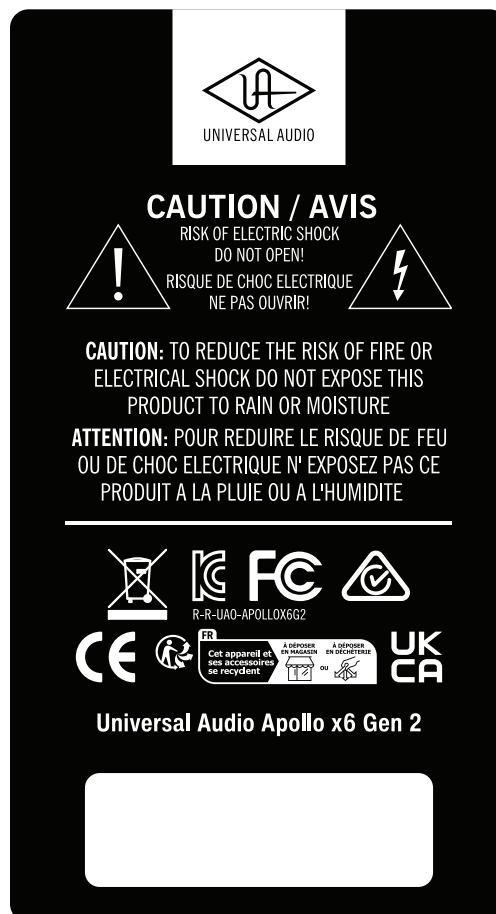 UNIVERSAL AUDIO
CAUTION / AVIS
RISK OF ELECTRIC SHOCK
DO NOT OPEN!
RISQUE DE CHOC ELECTRIQUE
NE PAS OUVRIR!
CAUTION: TO REDUCE THE RISK OF FIRE OR
ELECTRICAL SHOCK DO NOT EXPOSE THIS
PRODUCT TO RAIN OR MOISTURE
ATTENTION: POUR REDUIRE LE RISQUE DE FEU
OU DE CHOC ELECTRIQUE N' EXPOSEZ PAS CE
PRODUIT A LA PLUIE OU A L'HUMIDITE
FC
R-R-UAO-APOLLOX6G2
CE
FR
Cet appareil et
ses accessoires
se recyclent
À DÉPOSER
EN MAGASIN
OU
À DÉPOSER
EN DÉCHÈTERIE
UK
CA
Universal Audio Apollo x6 Gen 2